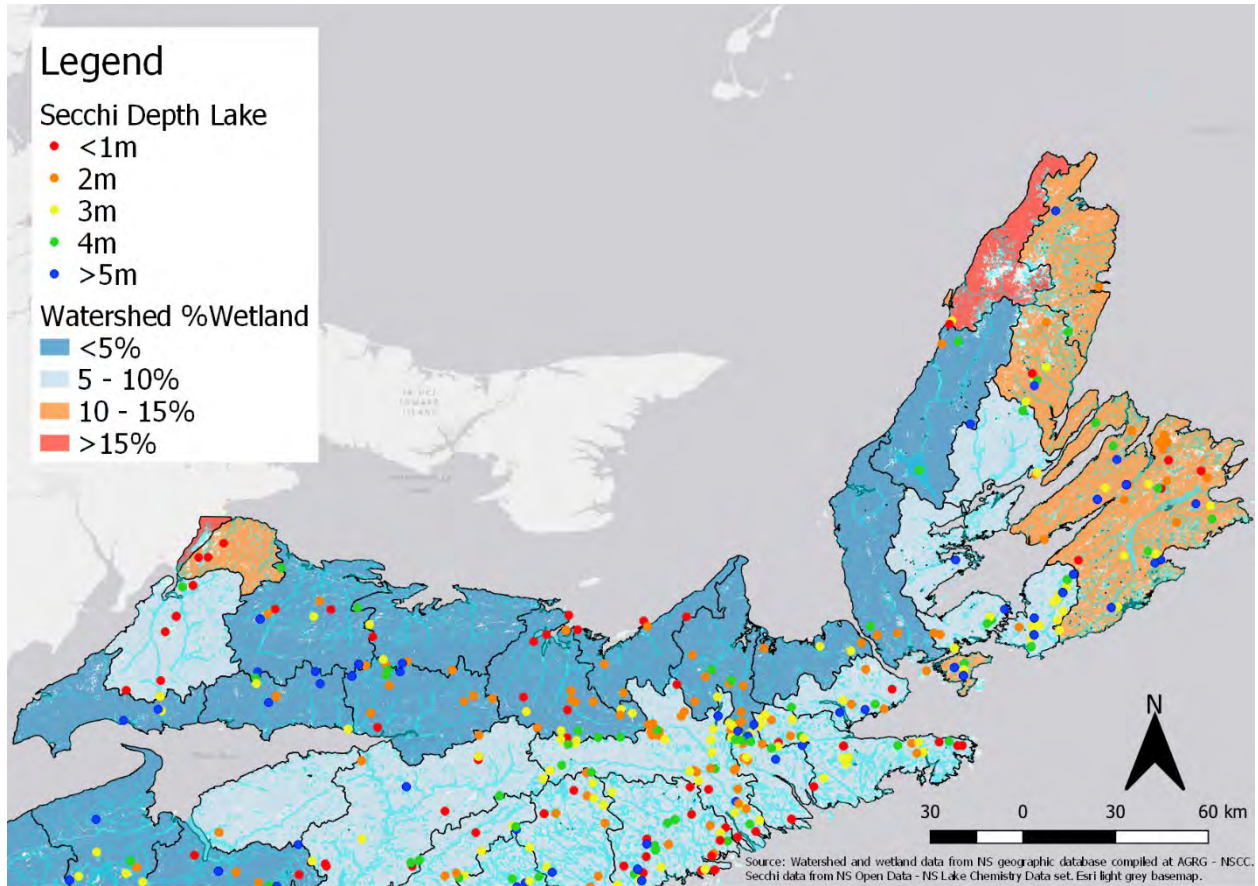 Legend
Secchi Depth Lake
<1m
2m
3m
4m
>5m
Watershed %Wetland
<5%
5 - 10%
10 - 15%
>15%
N
30 0 30 60 km
Source: Watershed and wetland data from NS geographic database compiled at AGRG - NSCC.
Secchi data from NS Open Data - NS Lake Chemistry Data set. Esri light grey basemap.